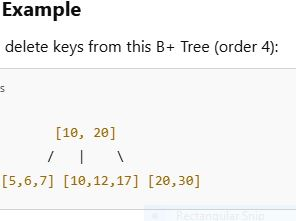 Example
delete keys from this B+ Tree (order 4):
s
[10, 20]
/ | \
[5,6,7] [10,12,17] [20,30]
Rectangular Snip